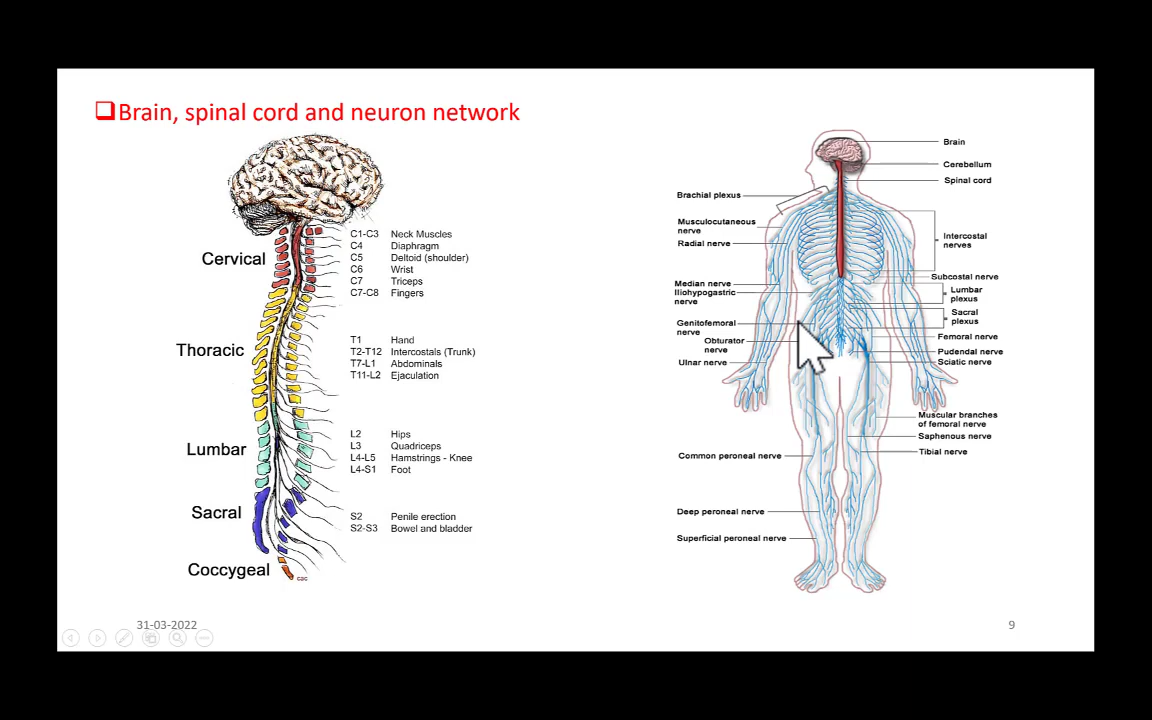 Brain, spinal cord and neuron network
Cervical
C1-C3 Neck Muscles
C4 Diaphragm
C5 Deltoid (shoulder)
C6 Wrist
C7 Triceps
C7-C8 Fingers
Thoracic
T1 Hand
T2-T12 Intercostals (Trunk)
T7-L1 Abdominals
T11-L2 Ejaculation
Lumbar
L2 Hips
L3 Quadriceps
L4-L5 Hamstrings - Knee
L4-S1 Foot
Sacral
S2 Penile erection
S2-S3 Bowel and bladder
Coccygeal
Brain
Cerebellum
Spinal cord
Brachial plexus
Musculocutaneous
nerve
Radial nerve
Intercostal
nerves
Subcostal nerve
Median nerve
Iliohypogastric
nerve
Lumbar
plexus
Sacral
plexus
Genitofemoral
nerve
Obturator
nerve
Ulnar nerve
Femoral nerve
Pudendal nerve
Sciatic nerve
Muscular branches
of femoral nerve
Saphenous nerve
Tibial nerve
Common peroneal nerve
Deep peroneal nerve
Superficial peroneal nerve
31-03-2022
9